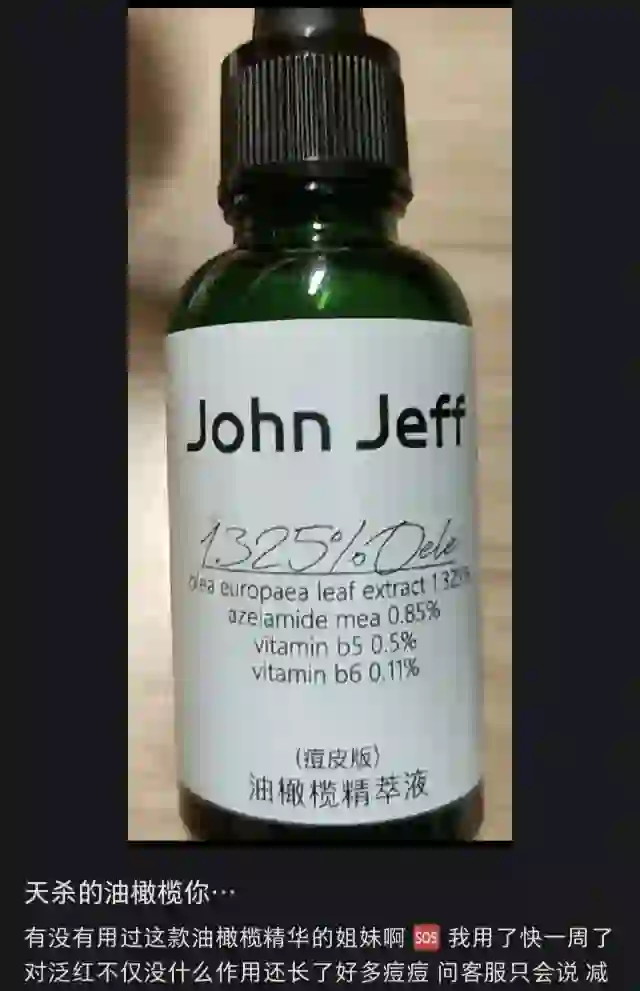 John Jeff
1.325% Oele
olea europaea leaf extract 1.325%
azelamide mea 0.85%
vitamin b5 0.5%
vitamin b6 0.11%
(痘皮版)
油橄榄精萃液
天杀的油橄榄你…
有没有用过这款油橄榄精华的姐妹啊 🆘 我用了快一周了
对泛红不仅没什么作用还长了好多痘痘 问客服只会说 减